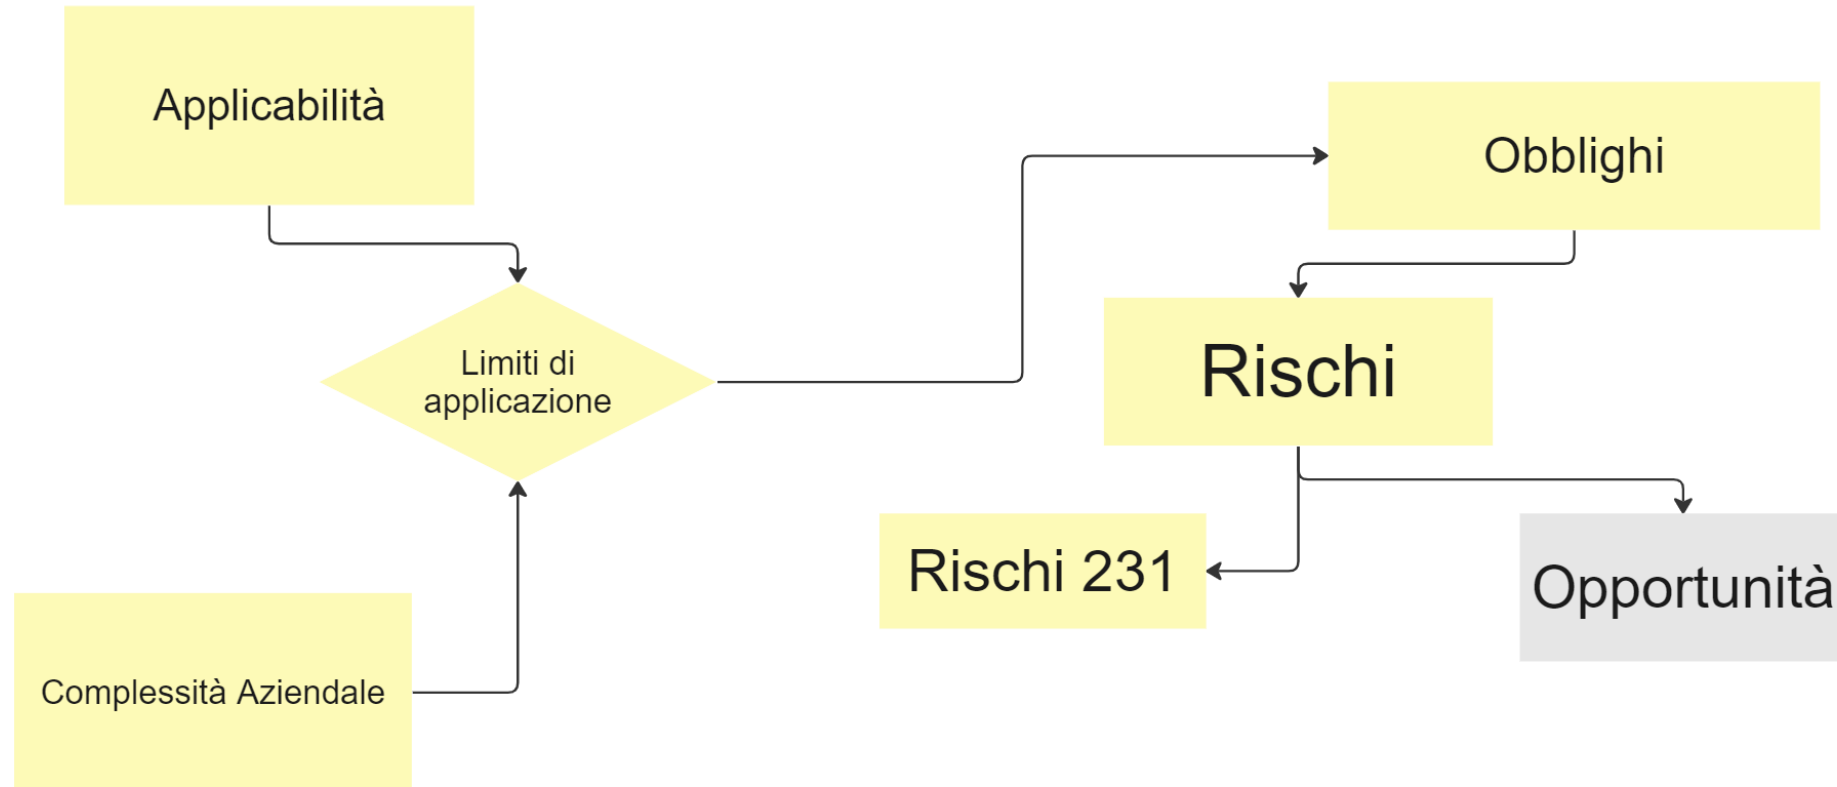 Applicabilità
Obblighi
Limiti di
applicazione
Rischi
Rischi 231
Opportunità
Complessità Aziendale